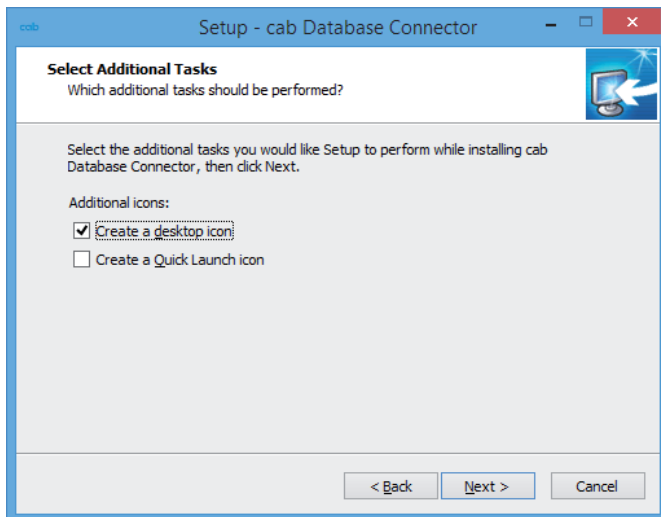 cab
Setup - cab Database Connector
Select Additional Tasks
Which additional tasks should be performed?
Select the additional tasks you would like Setup to perform while installing cab
Database Connector, then click Next.
Additional icons:
Create a desktop icon
Create a Quick Launch icon
< Back
Next >
Cancel